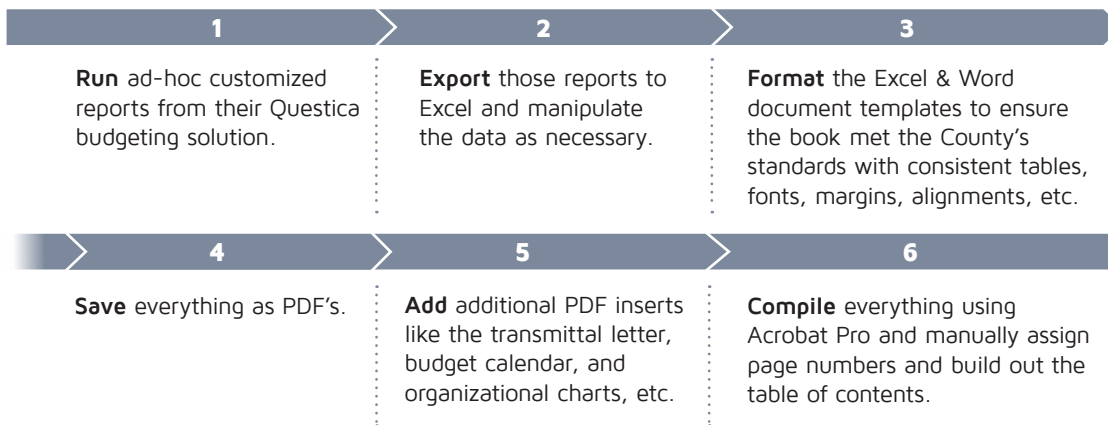 1
Run ad-hoc customized
reports from their Questica
budgeting solution.
2
Export those reports to
Excel and manipulate
the data as necessary.
3
Format the Excel & Word
document templates to ensure
the book met the County's
standards with consistent tables,
fonts, margins, alignments, etc.
4
Save everything as PDF's.
5
Add additional PDF inserts
like the transmittal letter,
budget calendar, and
organizational charts, etc.
6
Compile everything using
Acrobat Pro and manually assign
page numbers and build out the
table of contents.